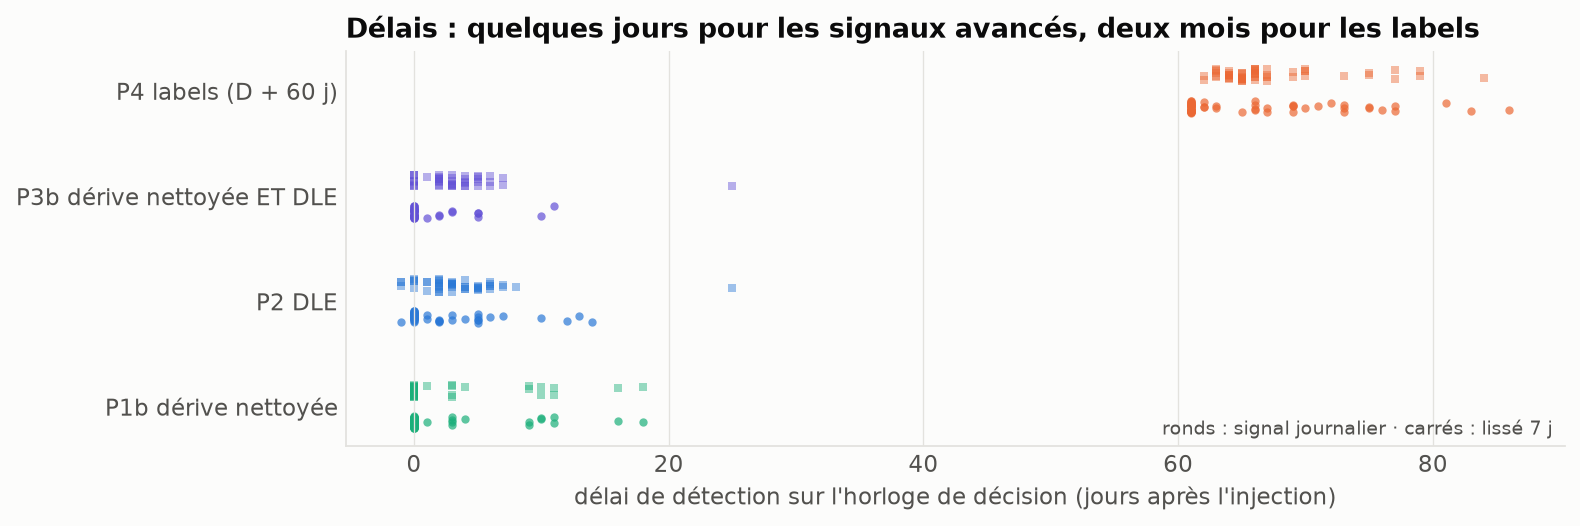 Délais : quelques jours pour les signaux avancés, deux mois pour les labels
P4 labels (D + 60 j)
P3b dérive nettoyée ET DLE
P2 DLE
P1b dérive nettoyée
ronds : signal journalier · carrés : lissé 7 j
0 20 40 60 80
délai de détection sur l'horloge de décision (jours après l'injection)